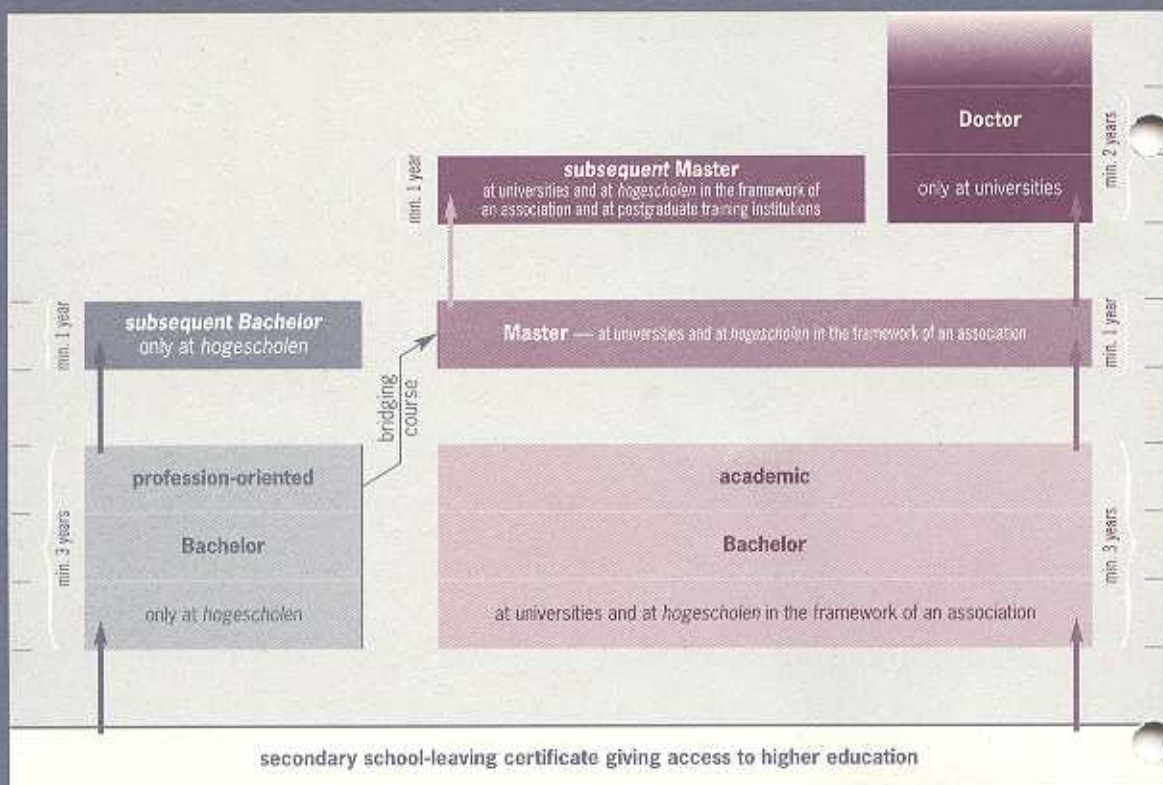 Doctor
only at universities
min. 2 years
min. 1 year
subsequent Master
at universities and at hogescholen in the framework of
an association and at postgraduate training institutions
min. 1 year
subsequent Bachelor
only at hogescholen
bridging
course
Master — at universities and at hogescholen in the framework of an association
min. 1 year
min. 3 years
profession-oriented
Bachelor
only at hogescholen
academic
Bachelor
at universities and at hogescholen in the framework of an association
min. 3 years
secondary school-leaving certificate giving access to higher education